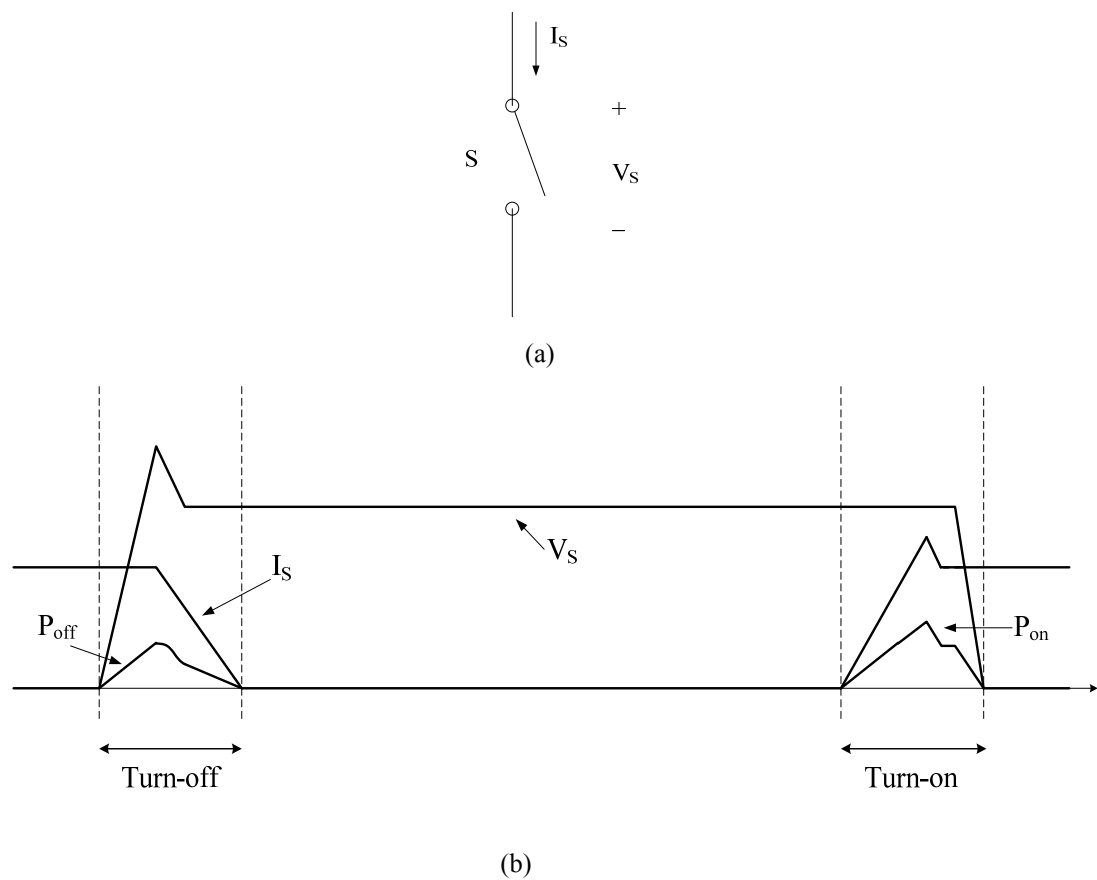 I_S
+
S
V_S
–
(a)
V_S
I_S
P_off
P_on
Turn-off
Turn-on
(b)